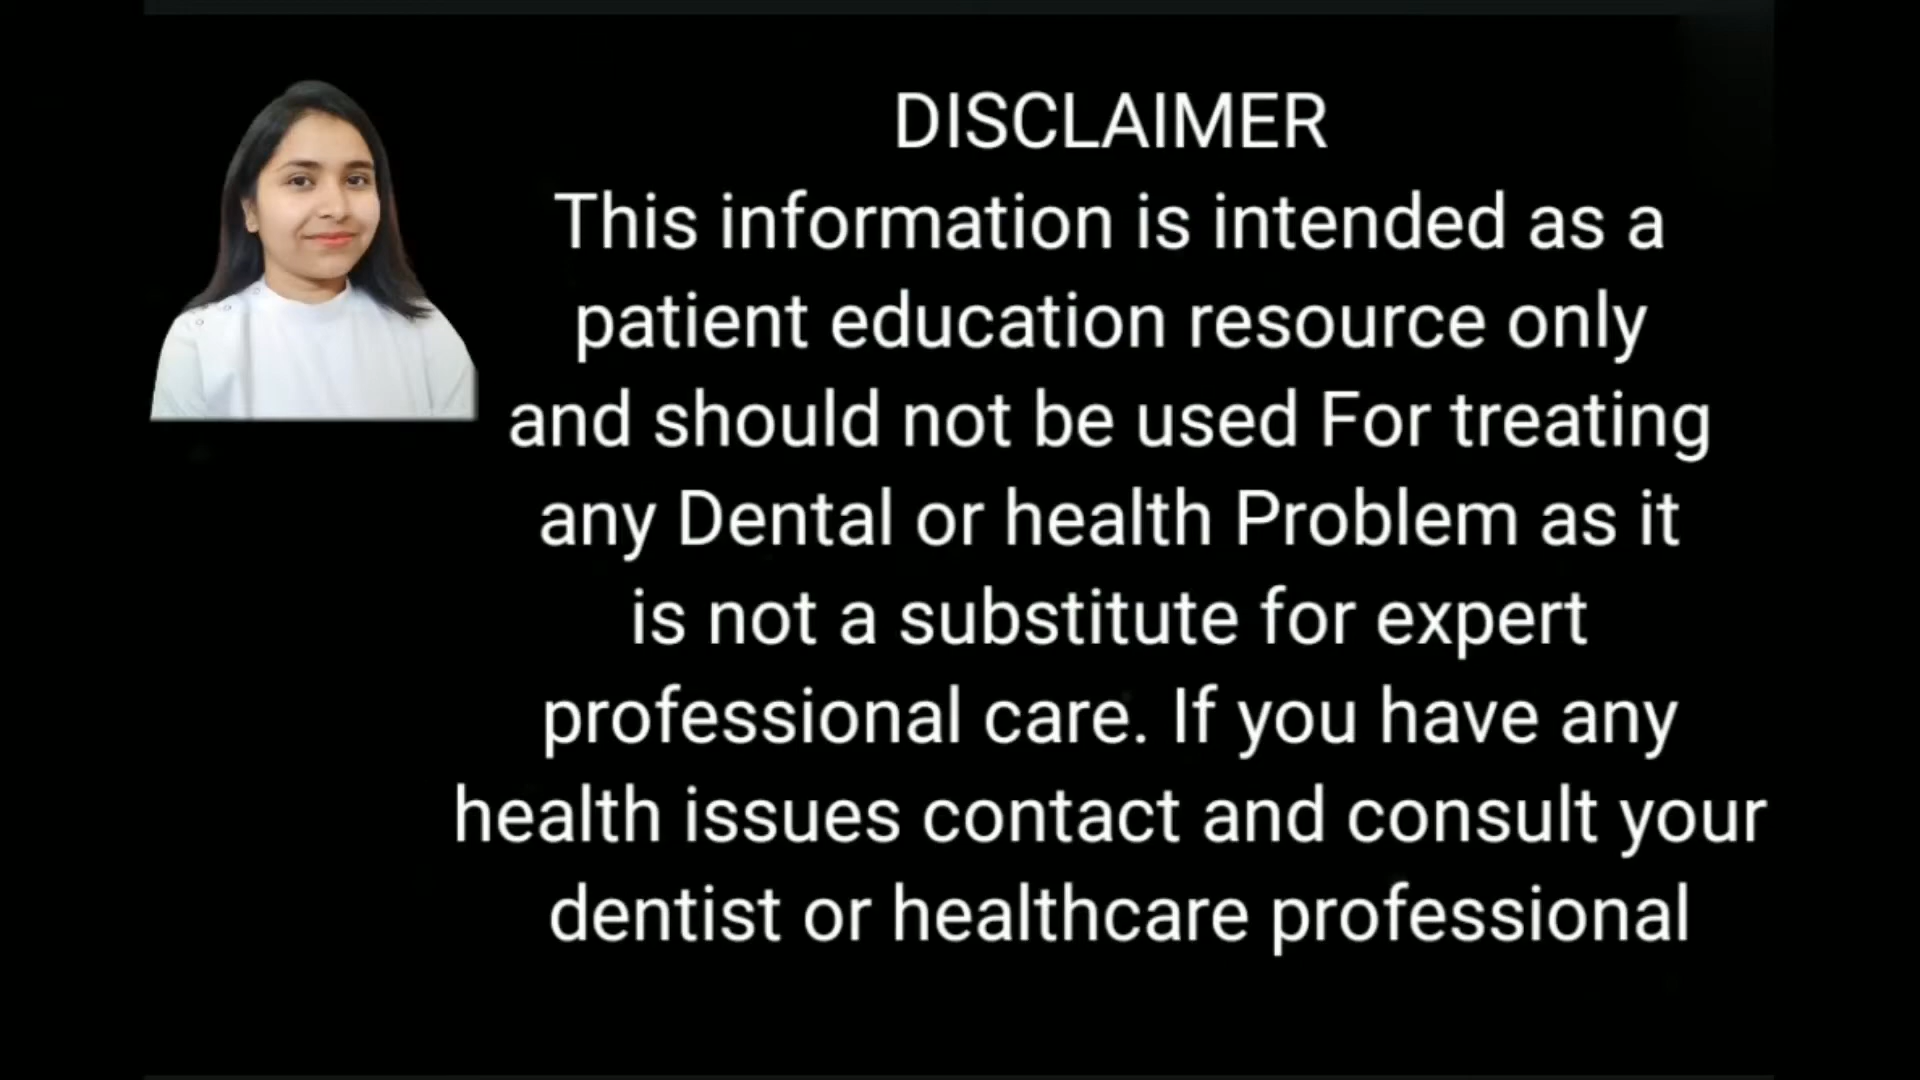 DISCLAIMER
This information is intended as a
patient education resource only
and should not be used For treating
any Dental or health Problem as it
is not a substitute for expert
professional care. If you have any
health issues contact and consult your
dentist or healthcare professional